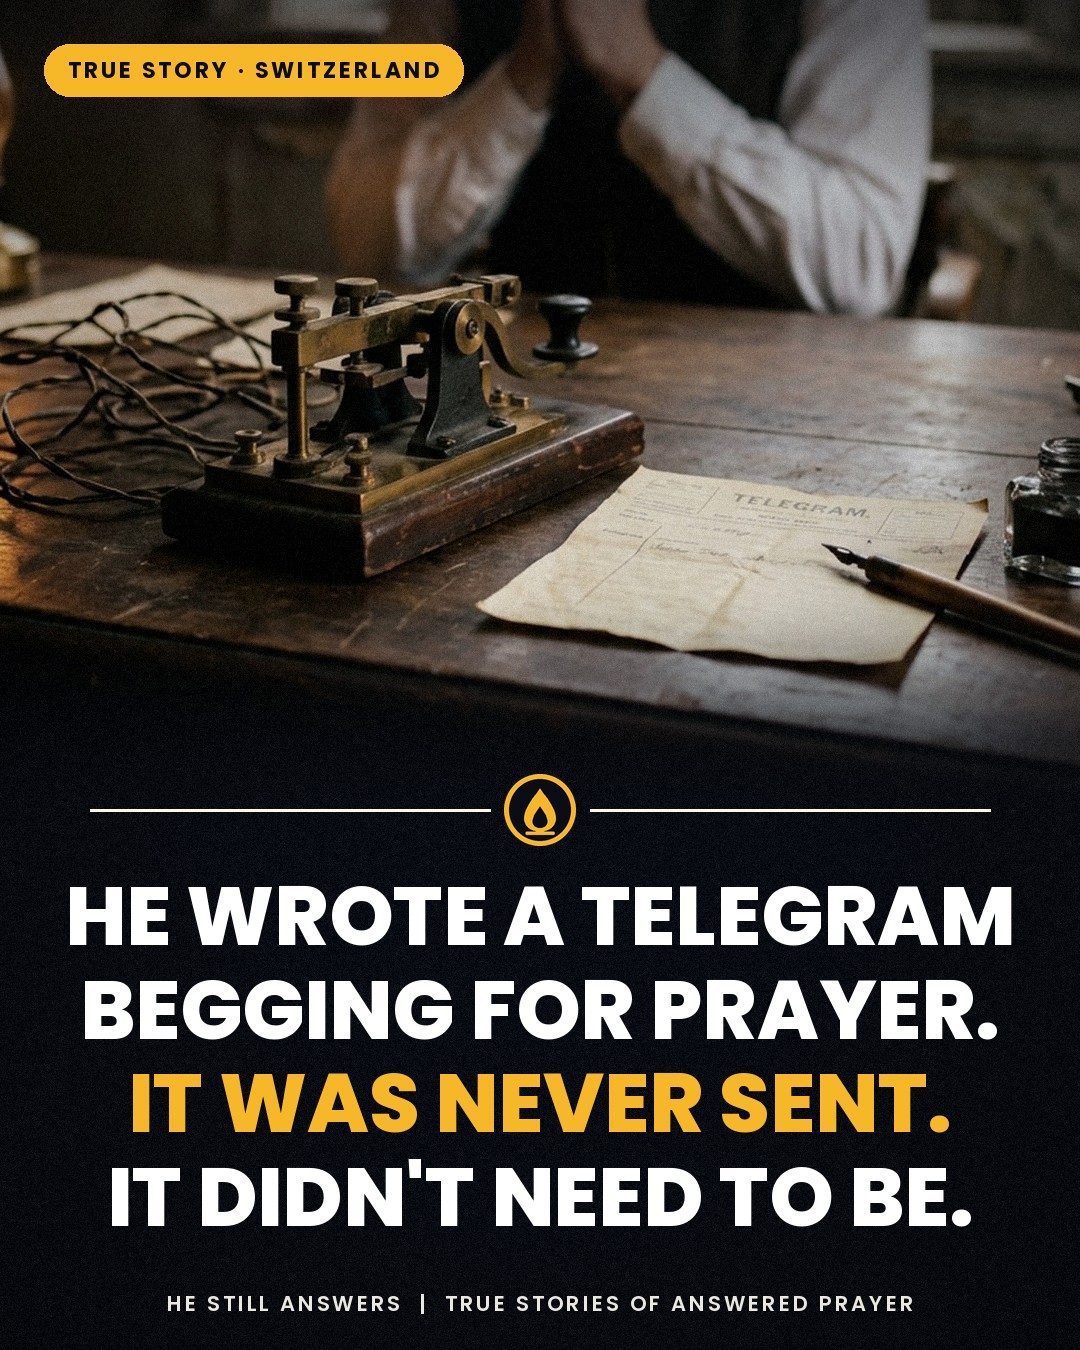 TRUE STORY · SWITZERLAND
TELEGRAM.
HE WROTE A TELEGRAM
BEGGING FOR PRAYER.
IT WAS NEVER SENT.
IT DIDN'T NEED TO BE.
HE STILL ANSWERS | TRUE STORIES OF ANSWERED PRAYER